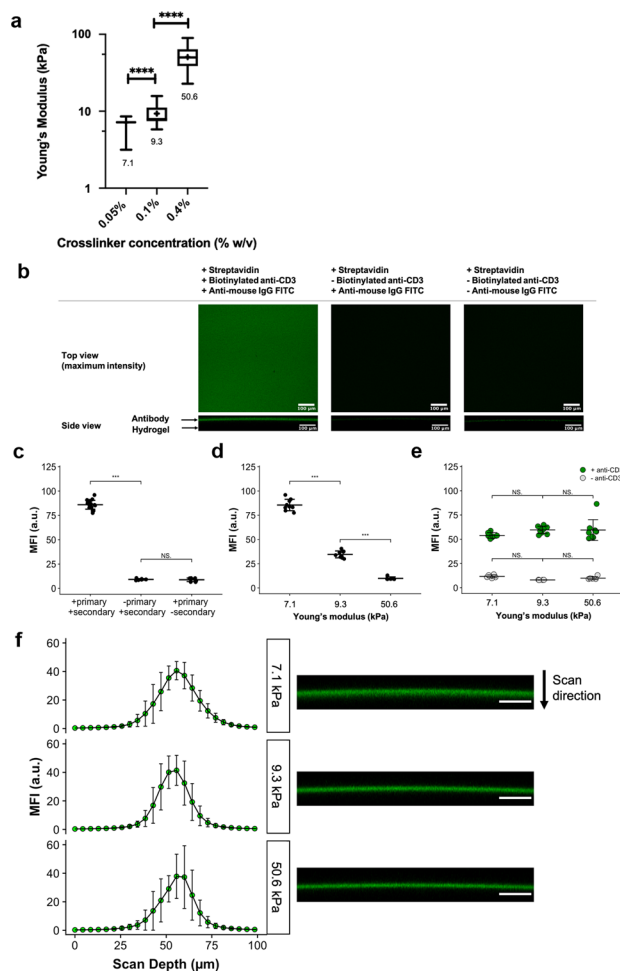 a
****
****
100
10
1
Young's Modulus (kPa)
7.1
9.3
50.6
0.05%
0.1%
0.4%
Crosslinker concentration (% w/v)
b
+ Streptavidin
+ Biotinylated anti-CD3
+ Anti-mouse IgG FITC
+ Streptavidin
- Biotinylated anti-CD3
+ Anti-mouse IgG FITC
+ Streptavidin
- Biotinylated anti-CD3
- Anti-mouse IgG FITC
Top view
(maximum intensity)
100 µm
100 µm
100 µm
Side view
Antibody
Hydrogel
100 µm
100 µm
100 µm
c
MFI (a.u.)
125
100
75
50
25
0
***
NS.
+primary
+secondary
-primary
+secondary
+primary
-secondary
d
MFI (a.u.)
125
100
75
50
25
0
***
***
7.1
9.3
50.6
Young's modulus (kPa)
e
+ anti-CD3
- anti-CD3
MFI (a.u.)
125
100
75
50
25
0
NS.
NS.
NS.
NS.
7.1
9.3
50.6
Young's modulus (kPa)
f
MFI (a.u.)
60
40
20
0
7.1 kPa
60
40
20
0
9.3 kPa
60
40
20
0
50.6 kPa
0
25
50
75
100
Scan Depth (µm)
Scan
direction